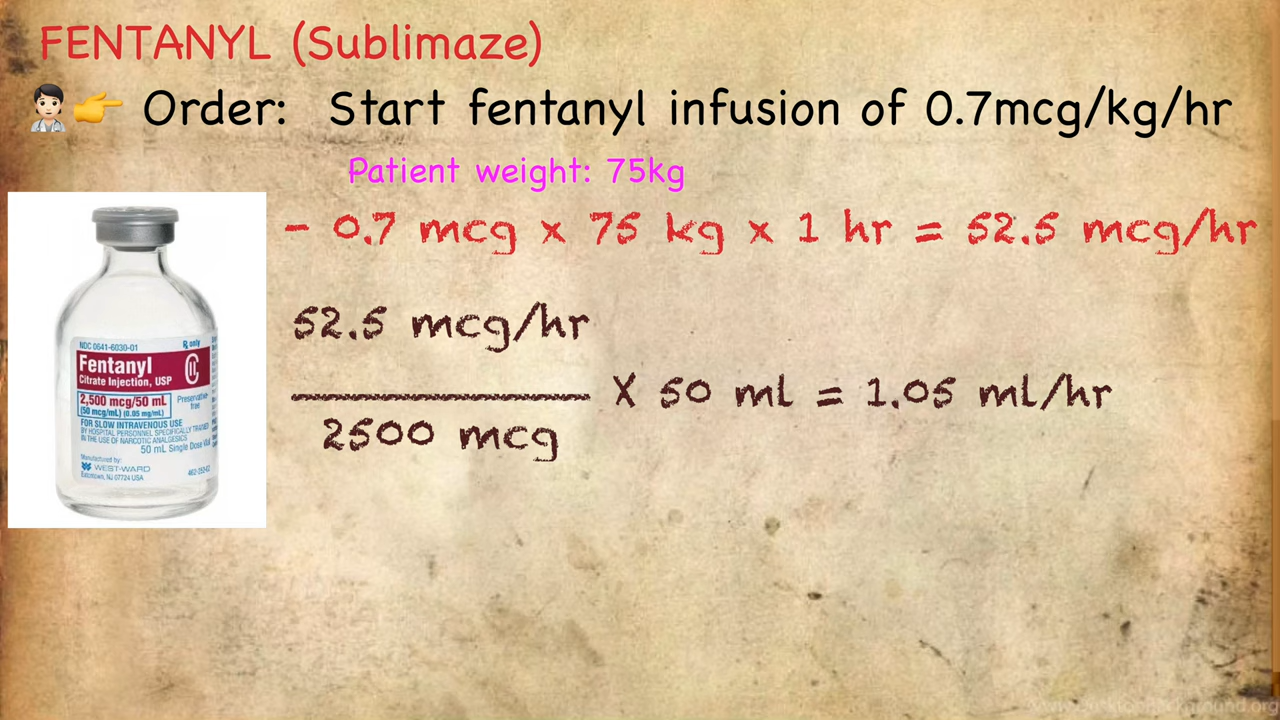 FENTANYL (Sublimaze)
Order: Start fentanyl infusion of 0.7mcg/kg/hr
Patient weight: 75kg
- 0.7 mcg x 75 kg x 1 hr = 52.5 mcg/hr
52.5 mcg/hr
X 50 ml = 1.05 ml/hr
2500 mcg
NDC 0641-6030-01
Rx only
Fentanyl
CII
Citrate Injection, USP
2,500 mcg/50 mL
(50 mcg/mL) (0.05 mg/mL)
Preservative-
free
FOR SLOW INTRAVENOUS USE
BY HOSPITAL PERSONNEL SPECIFICALLY TRAINED
IN THE USE OF NARCOTIC ANALGESICS
50 mL Single Dose Vial
Manufactured by:
WEST-WARD
Eatontown, NJ 07724 USA